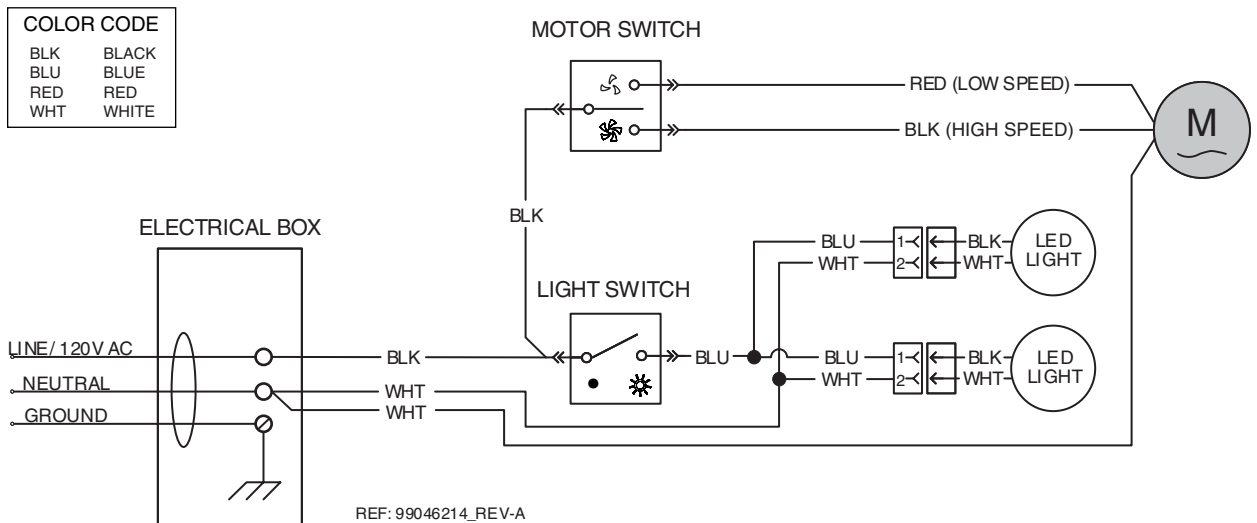 COLOR CODE
BLK BLACK
BLU BLUE
RED RED
WHT WHITE
MOTOR SWITCH
RED (LOW SPEED)
BLK (HIGH SPEED)
M
BLK
ELECTRICAL BOX
LIGHT SWITCH
BLU 1 BLK
WHT 2 WHT
LED
LIGHT
LINE/120V AC
BLK
BLU
BLU 1 BLK
WHT 2 WHT
LED
LIGHT
NEUTRAL
WHT
WHT
GROUND
REF: 99046214_REV-A